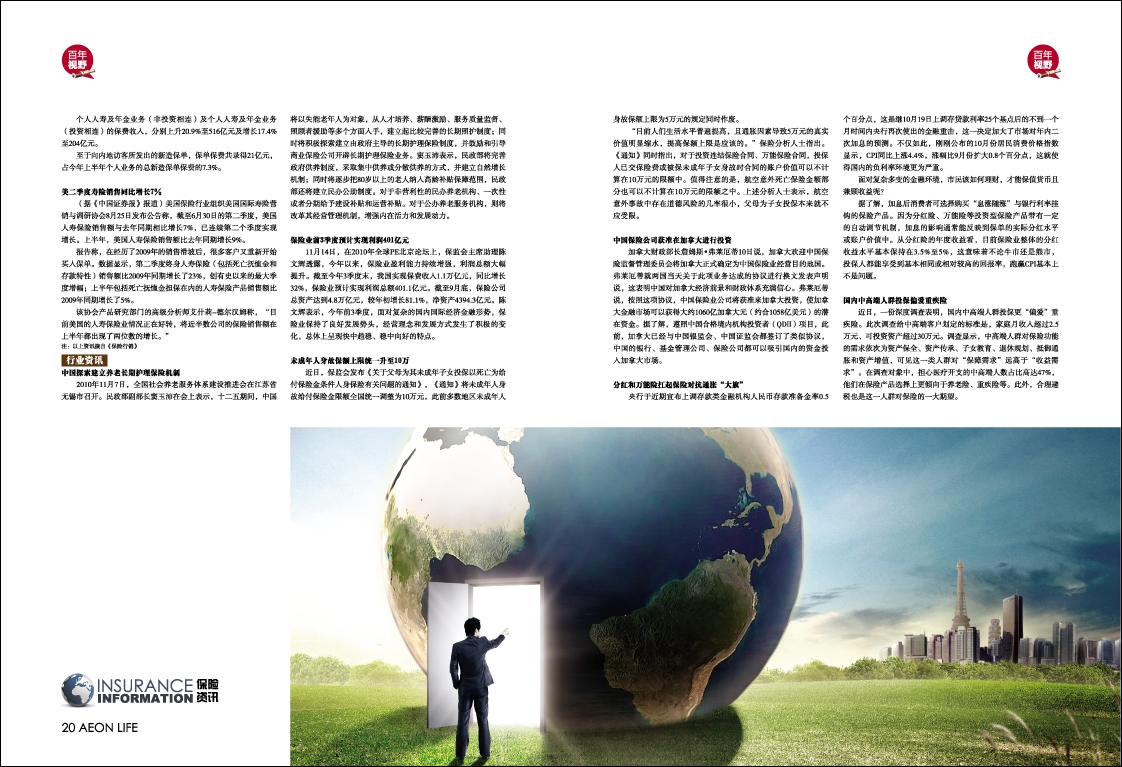 百年
视野
百年
视野
个人人寿及年金业务（非投资相连）及个人人寿及年金业务
（投资相连）的保费收入，分别上升20.9%至516亿元及增长17.4%
至204亿元。
至于向内地访客所发出的新造保单，保单保费共录得21亿元，
占今年上半年个人业务的总新造保单保费的7.3%。
美二季度寿险销售同比增长7%
（据《中国证券报》报道）美国保险行业组织美国国际寿险营
销与调研协会8月25日发布公告称，截至6月30日的第二季度，美国
人寿保险销售额与去年同期相比增长7%，已连续第二个季度实现
增长。上半年，美国人寿保险销售额比去年同期增长9%。
报告称，在经历了2009年的销售滑坡后，很多客户又重新开始
买入保单。数据显示，第二季度终身人寿保险（包括死亡抚恤金和
存款特性）销售额比2009年同期增长了23%，创有史以来的最大季
度增幅；上半年包括死亡抚恤金担保在内的人寿保险产品销售额比
2009年同期增长了5%。
该协会产品研究部门的高级分析师艾什莉-德尔汉姆称，“目
前美国的人寿保险业情况正在好转，将近半数公司的保险销售额在
上半年都出现了两位数的增长。”
注：以上资讯摘自《保险行销》
行业资讯
中国探索建立养老长期护理保险机制
2010年11月7日，全国社会养老服务体系建设推进会在江苏省
无锡市召开。民政部副部长窦玉沛在会上表示，十二五期间，中国
将以失能老年人为对象，从人才培养、薪酬激励、服务质量监督、
照顾者援助等多个方面入手，建立起比较完善的长期照护制度；同
时将积极探索建立由政府主导的长期护理保险制度，并鼓励和引导
商业保险公司开辟长期护理保险业务。窦玉沛表示，民政部将完善
政府供养制度，采取集中供养或分散供养的方式，并建立自然增长
机制；同时将逐步把80岁以上的老人纳入高龄补贴保障范围，民政
部还将建立民办公助制度，对于非营利性的民办养老机构、一次性
或者分期给予建设补贴和运营补贴。对于公办养老服务机构，则将
改革其经营管理机制，增强内在活力和发展动力。
保险业前3季度预计实现利润401亿元
11月14日，在2010年全球PE北京论坛上，保监会主席助理陈
文辉透露，今年以来，保险业盈利能力持续增强，利润总额大幅
提升。截至今年3季度末，我国实现保费收入1.1万亿元，同比增长
32%，保险业预计实现利润总额401.1亿元。截至9月底，保险公司
总资产达到4.8万亿元，较年初增长81.1%，净资产4394.3亿元。陈
文辉表示，今年前3季度，面对复杂的国内国际经济金融形势，保
险业保持了良好发展势头，经营理念和发展方式发生了积极的变
化，总体上呈现快中趋稳、稳中向好的特点。
未成年人身故保额上限统一升至10万
近日，保监会发布《关于父母为其未成年子女投保以死亡为给
付保险金条件人身保险有关问题的通知》，《通知》将未成年人身
故给付保险金限额全国统一调整为10万元，此前多数地区未成年人
身故保额上限为5万元的规定同时作废。
“目前人们生活水平普遍提高，且通胀因素导致5万元的真实
价值明显缩水，提高保额上限是应该的。”保险分析人士指出。
《通知》同时指出，对于投资连结保险合同、万能保险合同，投保
人已交保险费或被保未成年子女身故时合同的账户价值可以不计
算在10万元的限额中。值得注意的是，航空意外死亡保险金额部
分也可以不计算在10万元的限额之中。上述分析人士表示，航空
意外事故中存在道德风险的几率很小，父母为子女投保不来就不
应受限。
中国保险公司获准在加拿大进行投资
加拿大财政部长詹姆斯•弗莱厄蒂10日说，加拿大欢迎中国保
险监督管理委员会将加拿大正式确定为中国保险业经营目的地国。
弗莱厄蒂就两国当天关于此项业务达成的协议进行换文发表声明
说，这表明中国对加拿大经济前景和财政体系充满信心。弗莱厄蒂
说，按照这项协议，中国保险公司将获准来加拿大投资，使加拿
大金融市场可以获得大约1060亿加拿大元（约合1058亿美元）的潜
在资金。据了解，遵照中国合格境内机构投资者（QDII）项目，此
前，加拿大已经与中国银监会、中国证监会都签订了类似协议，
中国的银行、基金管理公司、保险公司都可以吸引国内的资金投
入加拿大市场。
分红和万能险扛起保险对抗通胀“大旗”
央行于近期宣布上调存款类金融机构人民币存款准备金率0.5
个百分点，这是继10月19日上调存贷款利率25个基点后的不到一个
月时间内央行再次使出的金融重击，这一决定加大了市场对年内二
次加息的预测。不仅如此，刚刚公布的10月份居民消费价格指数
显示，CPI同比上涨4.4%，涨幅比9月份扩大0.8个百分点，这就使
得国内的负利率环境更为严重。
面对复杂多变的金融环境，市民该如何理财，才能保值货币且
兼顾收益呢？
据了解，加息后消费者可选择购买“息涨随涨”与银行利率挂
钩的保险产品。因为分红险、万能险等投资型保险产品带有一定
的自动调节机制，加息的影响通常能反映到保单的实际分红水平
或账户价值中。从分红险的年度收益看，目前保险业整体的分红
收益水平基本保持在3.5%至5%，这意味着不论牛市还是熊市，
投保人都能享受到基本相同或相对较高的回报率，跑赢CPI基本上
不是问题。
国内中高端人群投保偏爱重疾险
近日，一份深度调查表明，国内中高端人群投保更“偏爱”重
疾险。此次调查给中高端客户划定的标准是，家庭月收入超过2.5
万元、可投资资产超过30万元。调查显示，中高端人群对保险功能
的需求依次为资产保全、资产传承、子女教育、退休规划、抵御通
胀和资产增值，可见这一类人群对“保障需求”远高于“收益需
求”。在调查对象中，担心医疗开支的中高端人数占比高达47%，
他们在保险产品选择上更倾向于养老险、重疾险等。此外，合理避
税也是这一人群对保险的一大期望。
INSURANCE 保险
INFORMATION 资讯
20 AEON LIFE